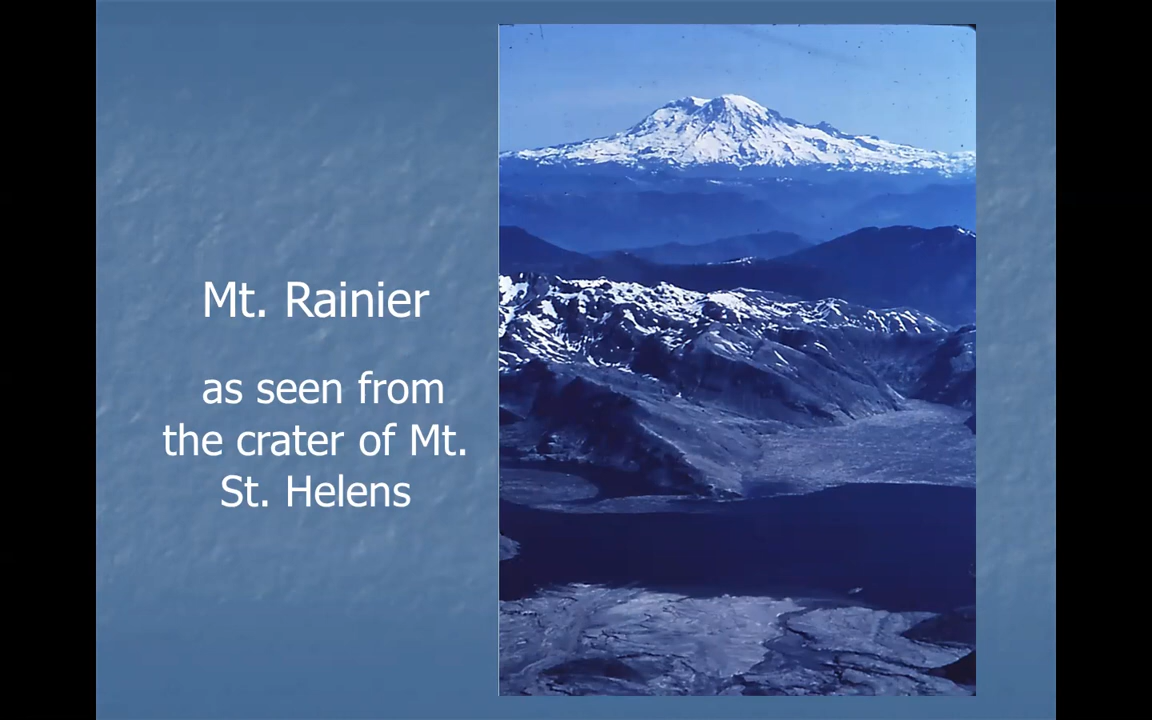 Mt. Rainier
as seen from
the crater of Mt.
St. Helens